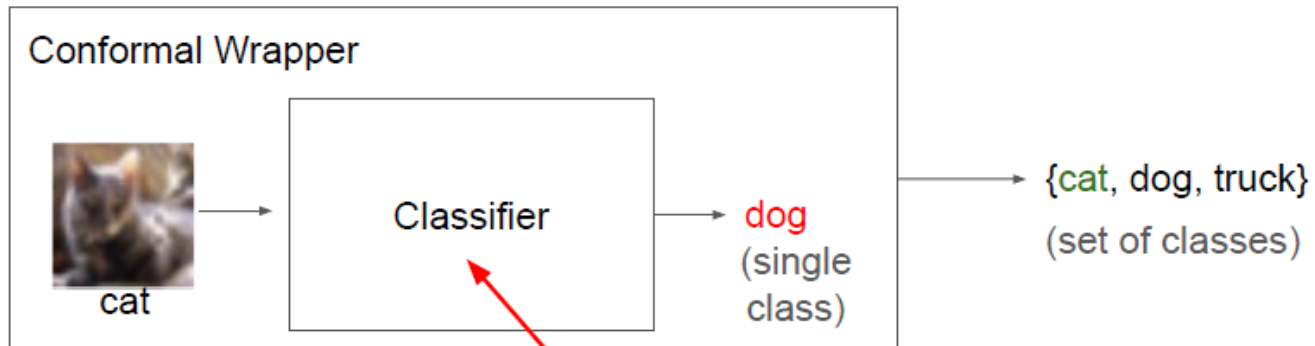 Conformal Wrapper
cat
Classifier
dog
(single
class)
{cat, dog, truck}
(set of classes)